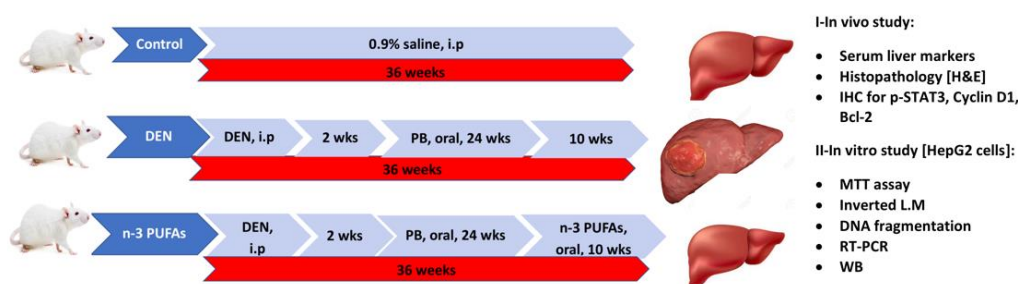 Control
0.9% saline, i.p
36 weeks
DEN
DEN, i.p
2 wks
PB, oral, 24 wks
10 wks
36 weeks
n-3 PUFAs
DEN,
i.p
2 wks
PB, oral, 24 wks
n-3 PUFAs,
oral, 10 wks
36 weeks
I-In vivo study:
• Serum liver markers
• Histopathology [H&E]
• IHC for p-STAT3, Cyclin D1,
Bcl-2
II-In vitro study [HepG2 cells]:
• MTT assay
• Inverted L.M
• DNA fragmentation
• RT-PCR
• WB